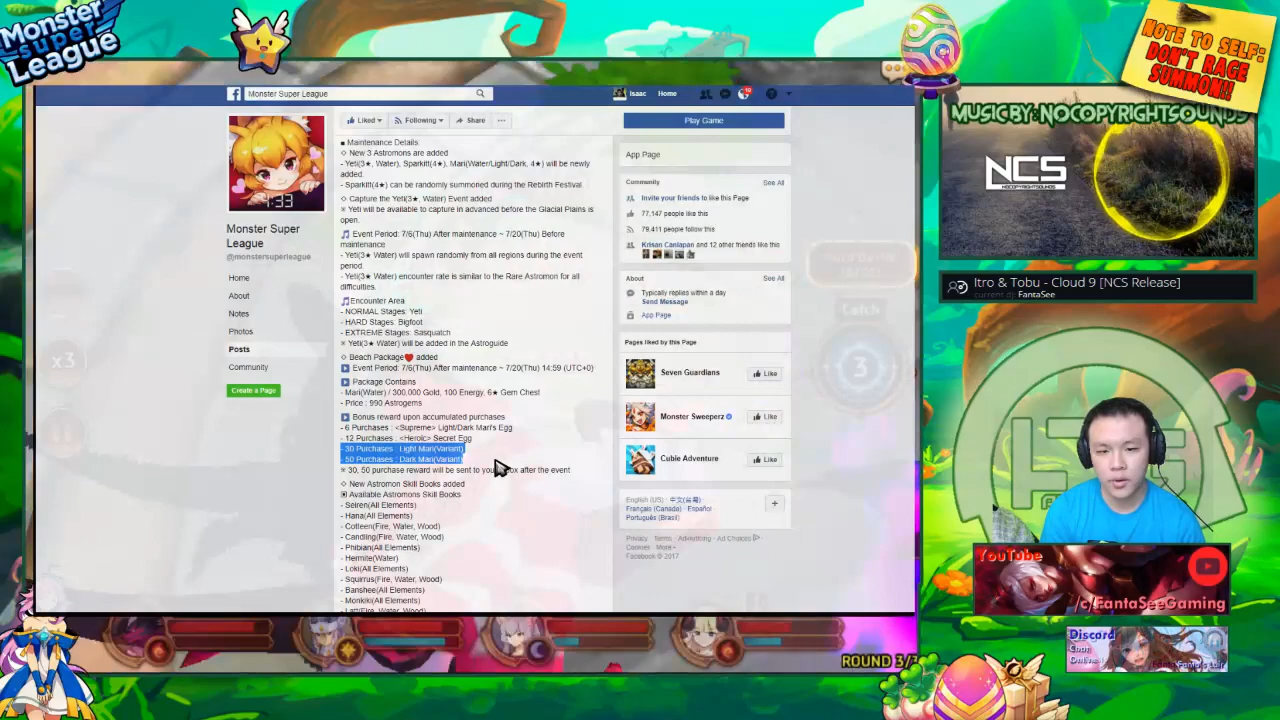 Monster
Super
League
NOTE TO SELF:
DON'T RAGE
SUMMON!!
Monster Super League
Isaac
Home
19
Liked
Following
Share
Play Game
1:33
Monster Super
League
@monstersuperleague
Home
About
Notes
Photos
Posts
Community
Create a Page
■ Maintenance Details:
◇ New 3 Astromons are added
- Yeti(3★, Water), Sparkitt(4★), Mari(Water/Light/Dark, 4★) will be newly
added.
- Sparkitt(4★) can be randomly summoned during the Rebirth Festival.
◇ Capture the Yeti(3★, Water) Event added
※ Yeti will be available to capture in advanced before the Glacial Plains is
open.
🎵 Event Period: 7/6(Thu) After maintenance ~ 7/20(Thu) Before
maintenance
- Yeti(3★ Water) will spawn randomly from all regions during the event
period.
- Yeti(3★ Water) encounter rate is similar to the Rare Astromon for all
difficulties.
🎵Encounter Area
- NORMAL Stages: Yeti
- HARD Stages: Bigfoot
- EXTREME Stages: Sasquatch
※ Yeti(3★ Water) will be added in the Astroguide
◇ Beach Package❤ added
▶ Event Period: 7/6(Thu) After maintenance ~ 7/20(Thu) 14:59 (UTC+0)
▶ Package Contains
- Mari(Water) / 300,000 Gold, 100 Energy, 6★ Gem Chest
- Price : 990 Astrogems
▶ Bonus reward upon accumulated purchases
- 6 Purchases : <Supreme> Light/Dark Mari's Egg
- 12 Purchases : <Heroic> Secret Egg
- 30 Purchases : Light Mari(Variant)
- 50 Purchases : Dark Mari(Variant)
※ 30, 50 purchase reward will be sent to your box after the event
◇ New Astromon Skill Books added
▣ Available Astromons Skill Books
- Seiren(All Elements)
- Hana(All Elements)
- Cotteen(Fire, Water, Wood)
- Candling(Fire, Water, Wood)
- Phibian(All Elements)
- Hermite(Water)
- Loki(All Elements)
- Squirrus(Fire, Water, Wood)
- Banshee(All Elements)
- Monkiki(All Elements)
- Latt(Fire, Water, Wood)
App Page
Community
See All
Invite your friends to like this Page
77,147 people like this
79,411 people follow this
Krisan Canlapan and 12 other friends like this
About
See All
Typically replies within a day
Send Message
App Page
Pages liked by this Page
Seven Guardians
Like
Monster Sweeperz
Like
Cubie Adventure
Like
English (US) · 中文(台灣) ·
Français (Canada) · Español ·
Português (Brasil)
Privacy · Terms · Advertising · Ad Choices
Cookies · More
Facebook © 2017
x3
Catch
3
ROUND 3/
MUSIC BY: NOCOPYRIGHTSOUNDS
NCS
Itro & Tobu - Cloud 9 [NCS Release]
current dj: FantaSee
YouTube
/c/FantaSeeGaming
Discord
Chat
Online: